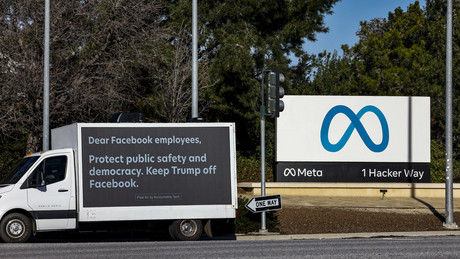 Dear Facebook employees,
Protect public safety and
democracy. Keep Trump off
Facebook.
Meta
1 Hacker Way
ONE WAY